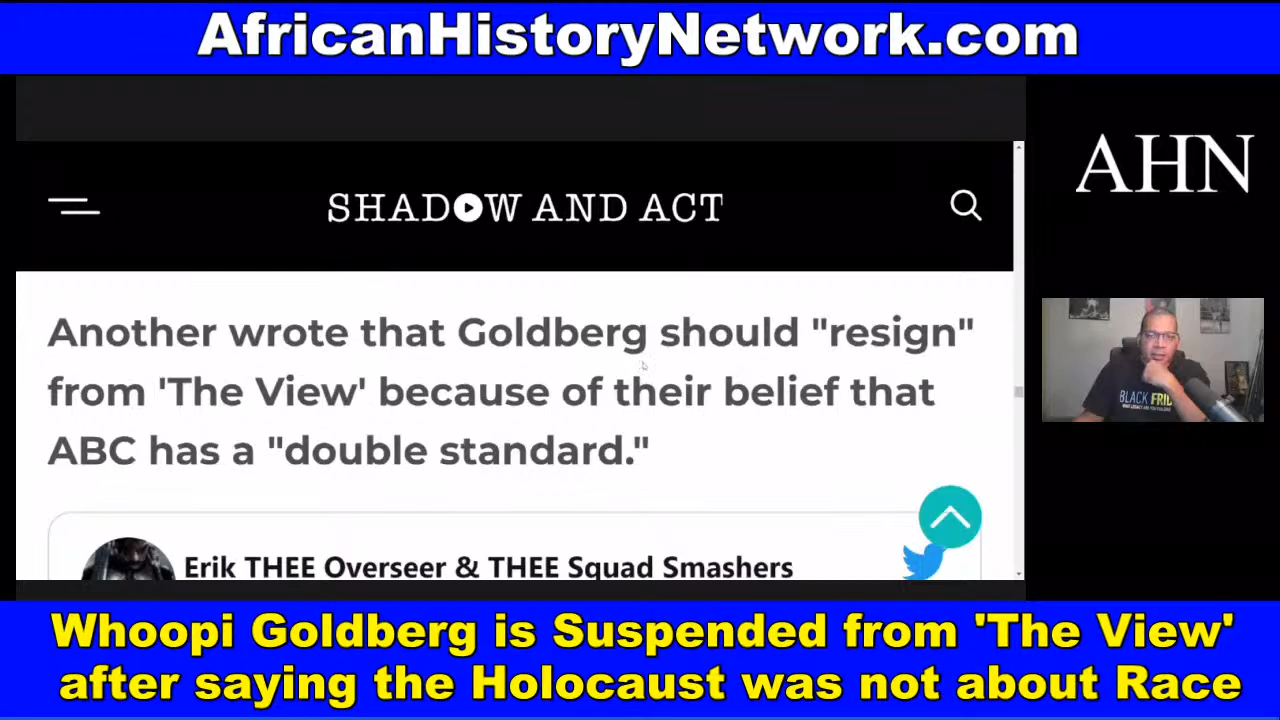 AfricanHistoryNetwork.com
AHN
SHADOW AND ACT
Another wrote that Goldberg should "resign"
from 'The View' because of their belief that
ABC has a "double standard."
BLACK FRID
Erik THEE Overseer & THEE Squad Smashers
Whoopi Goldberg is Suspended from 'The View'
after saying the Holocaust was not about Race